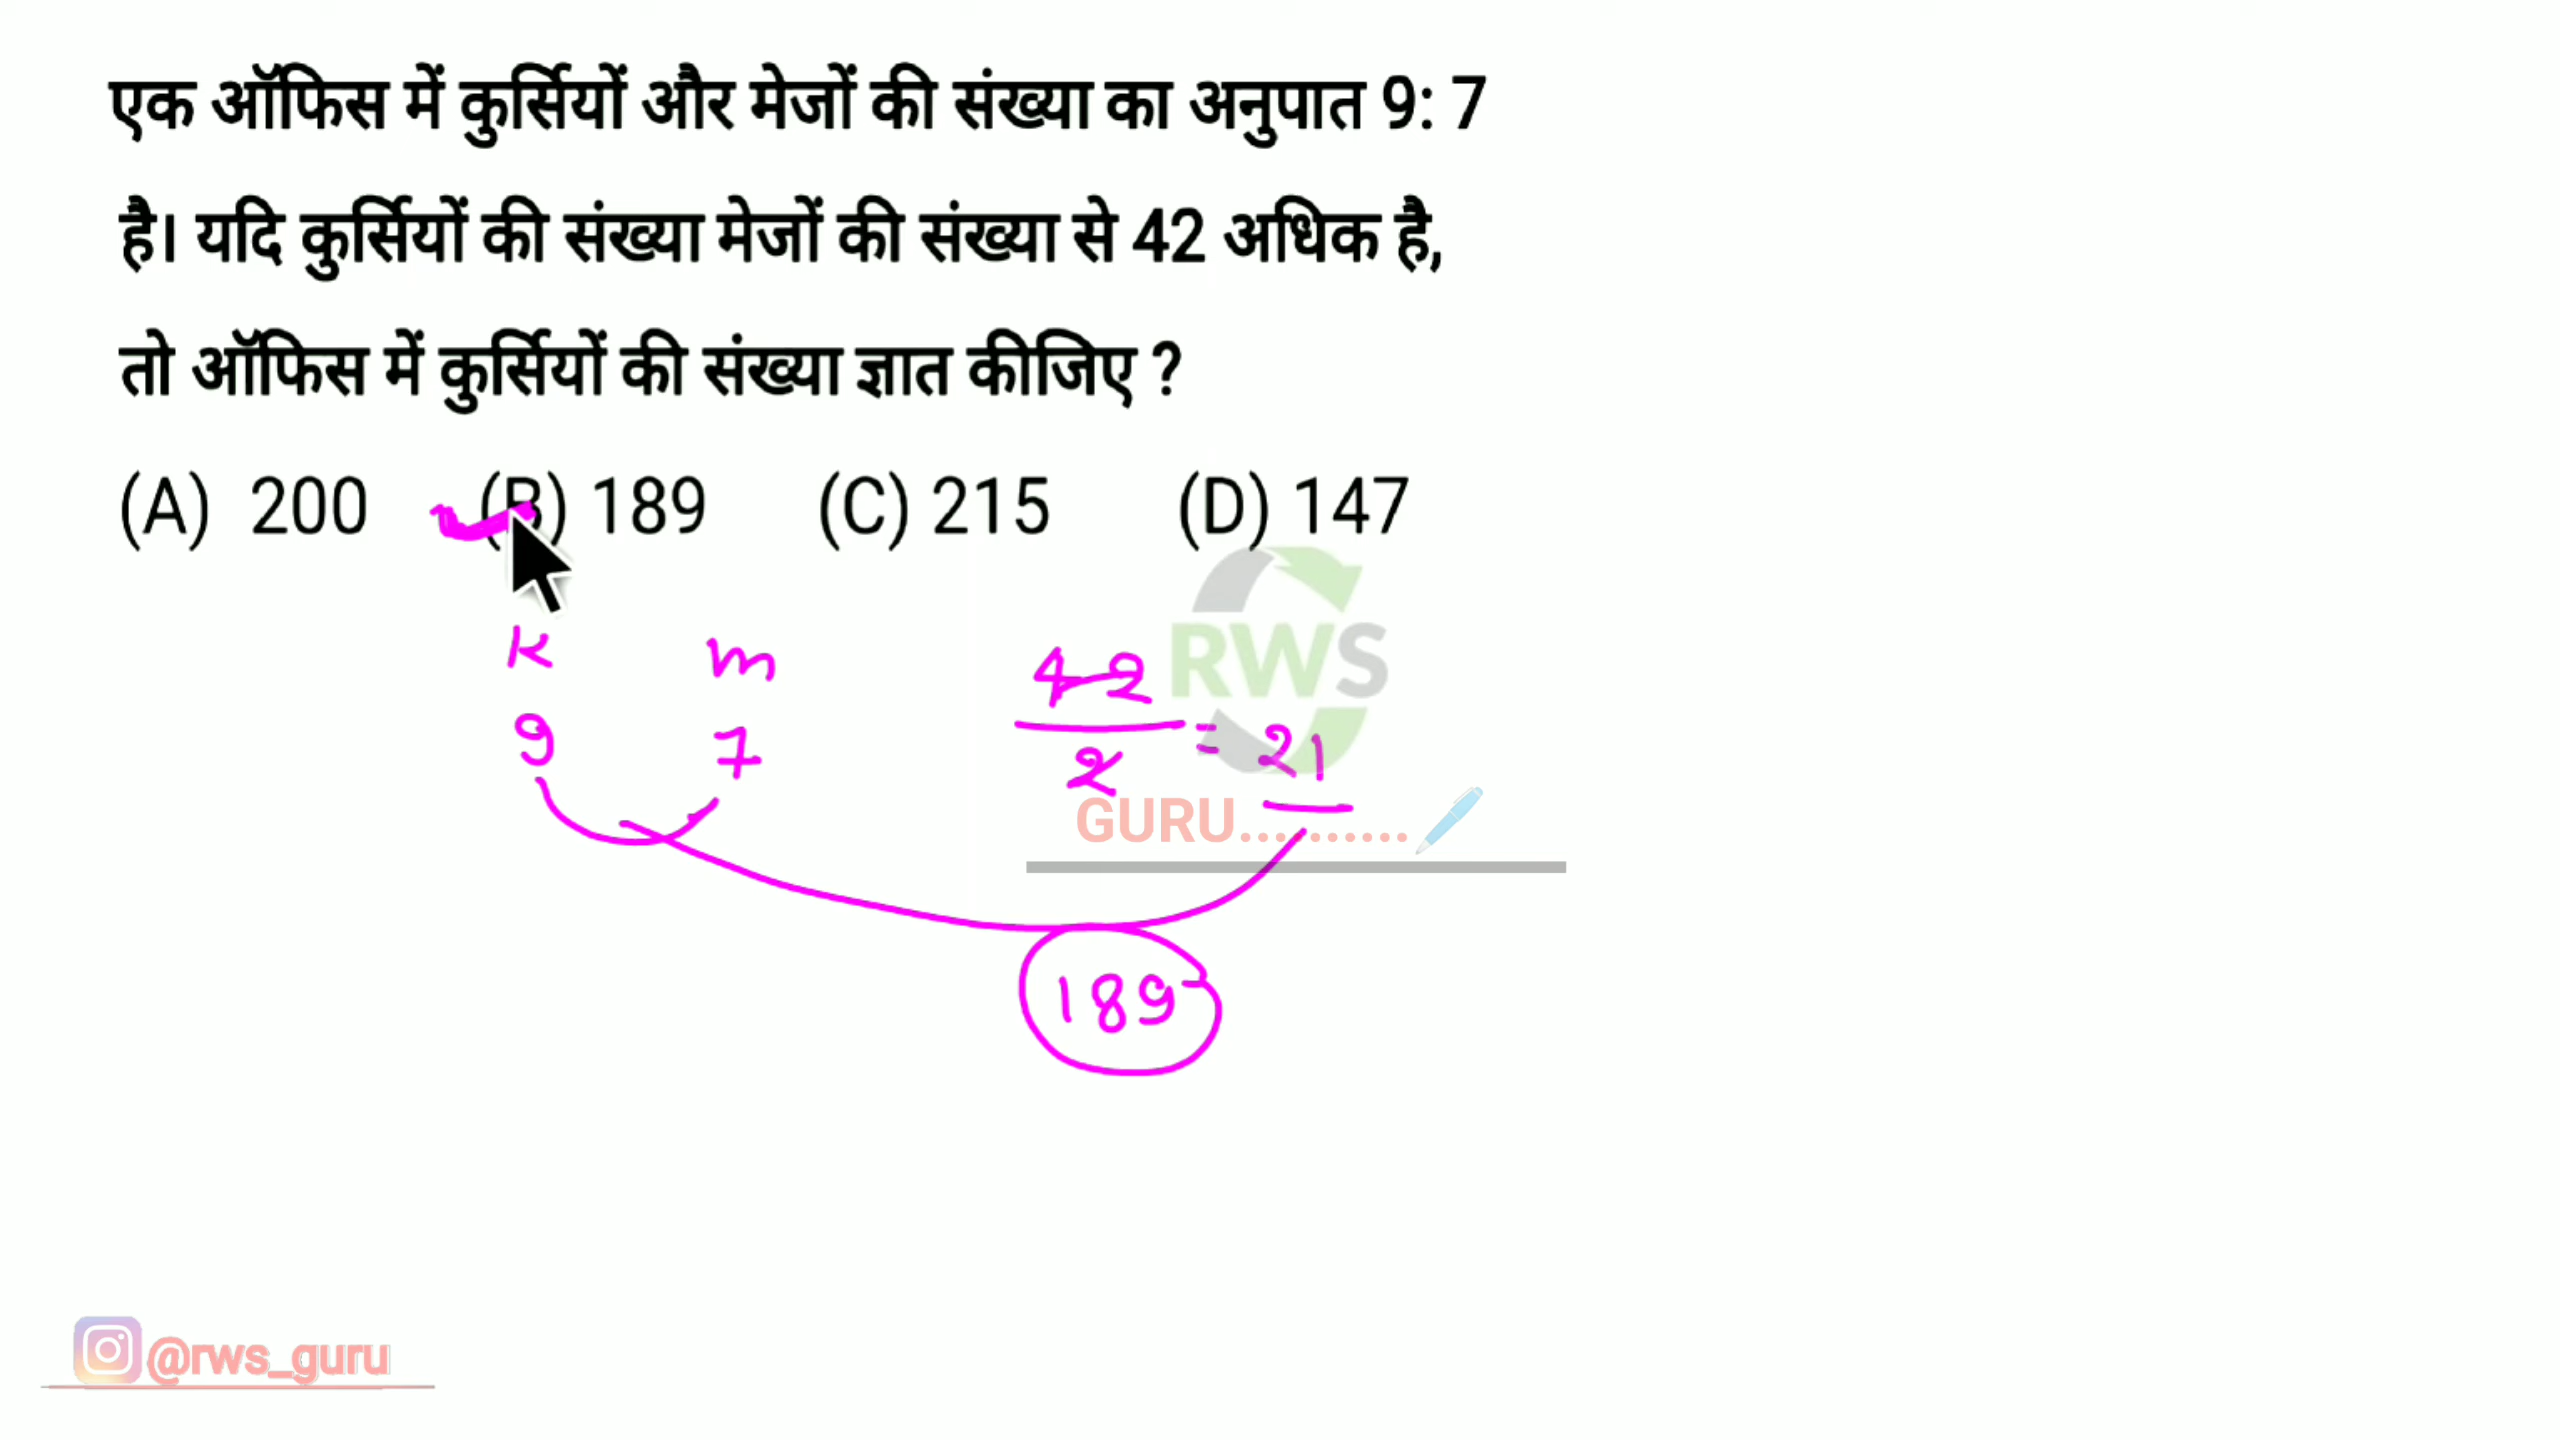 एक ऑफिस में कुर्सियों और मेजों की संख्या का अनुपात 9: 7
है। यदि कुर्सियों की संख्या मेजों की संख्या से 42 अधिक है,
तो ऑफिस में कुर्सियों की संख्या ज्ञात कीजिए ?
(A) 200 (B) 189 (C) 215 (D) 147
RWS
K m
9 7
42
2
= 21
GURU..........
189
@rws_guru